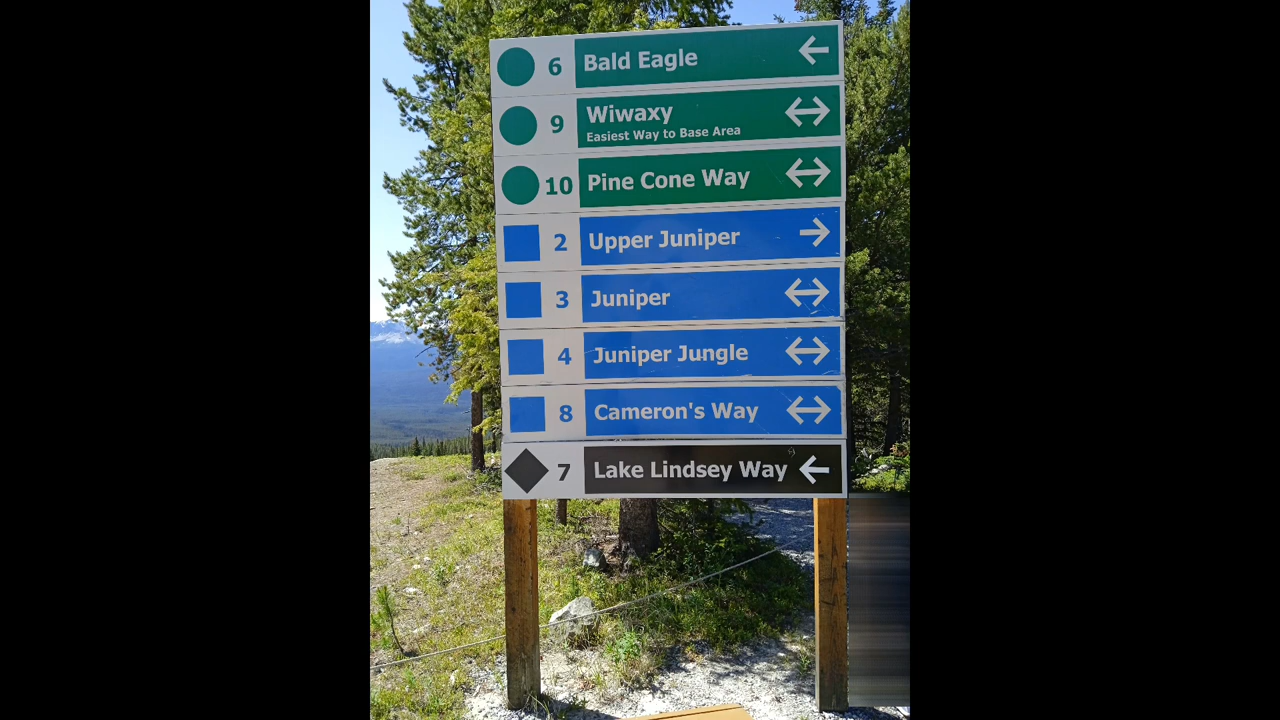 6 Bald Eagle ←
9 Wiwaxy ↔
Easiest Way to Base Area
10 Pine Cone Way ↔
2 Upper Juniper →
3 Juniper ↔
4 Juniper Jungle ↔
8 Cameron's Way ↔
7 Lake Lindsey Way ←